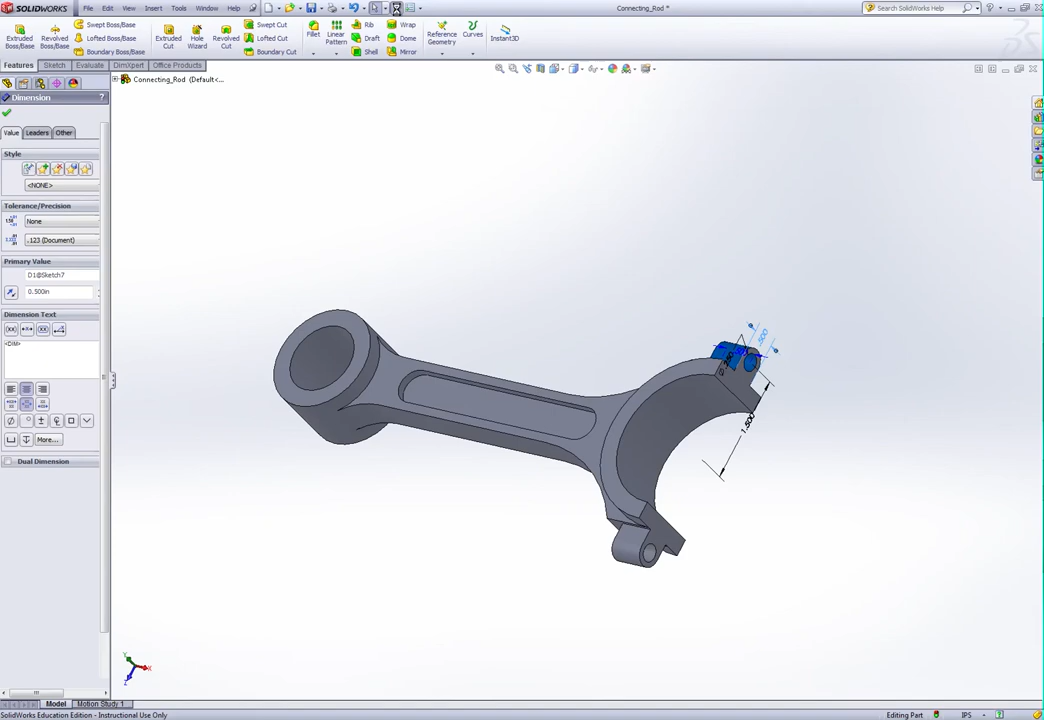 SOLIDWORKS
File Edit View Insert Tools Window Help
Connecting_Rod *
Search SolidWorks Help
Extruded Boss/Base
Revolved Boss/Base
Swept Boss/Base
Lofted Boss/Base
Boundary Boss/Base
Extruded Cut
Hole Wizard
Revolved Cut
Swept Cut
Lofted Cut
Boundary Cut
Fillet
Linear Pattern
Rib
Draft
Shell
Wrap
Dome
Mirror
Reference Geometry
Curves
Instant3D
Features Sketch Evaluate DimXpert Office Products
Connecting_Rod (Default<...
Dimension ?
Value Leaders Other
Style
<NONE>
Tolerance/Precision
None
.123 (Document)
Primary Value
D1@Sketch7
0.500in
Dimension Text
<DIM>
More...
Dual Dimension
.500
1.500
Y
X
Z
Model Motion Study 1
SolidWorks Education Edition - Instructional Use Only
Editing Part
IPS